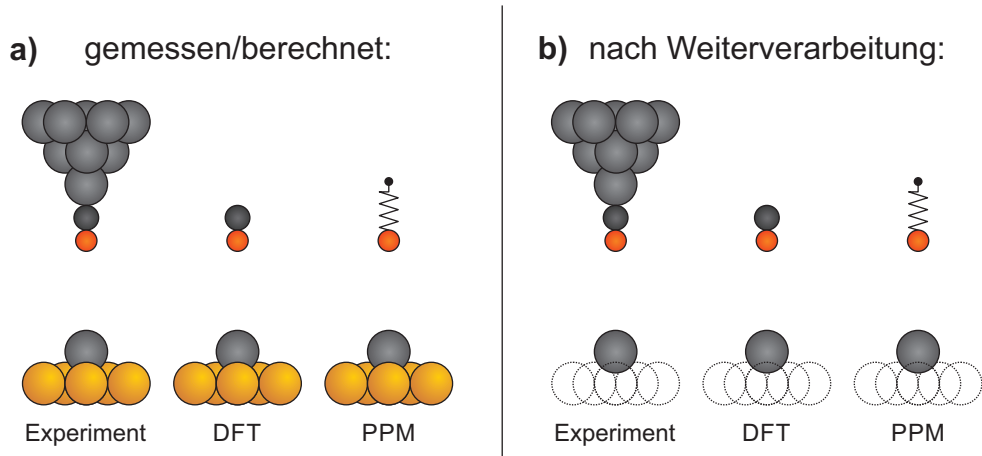 a) gemessen/berechnet:
Experiment DFT PPM
b) nach Weiterverarbeitung:
Experiment DFT PPM